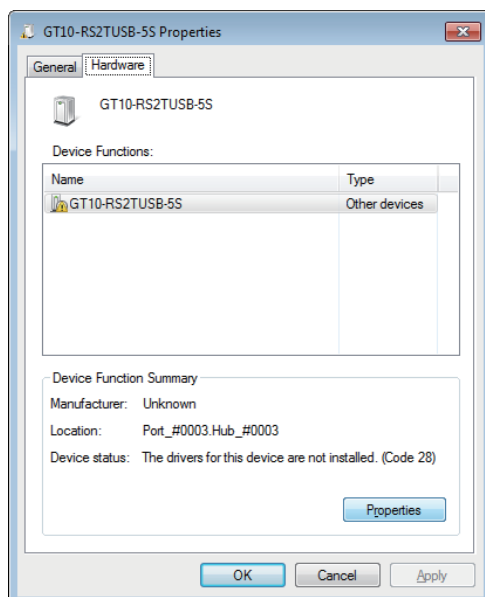 GT10-RS2TUSB-5S Properties
General Hardware
GT10-RS2TUSB-5S
Device Functions:
Name Type
GT10-RS2TUSB-5S Other devices
Device Function Summary
Manufacturer: Unknown
Location: Port_#0003.Hub_#0003
Device status: The drivers for this device are not installed. (Code 28)
Properties
OK Cancel Apply